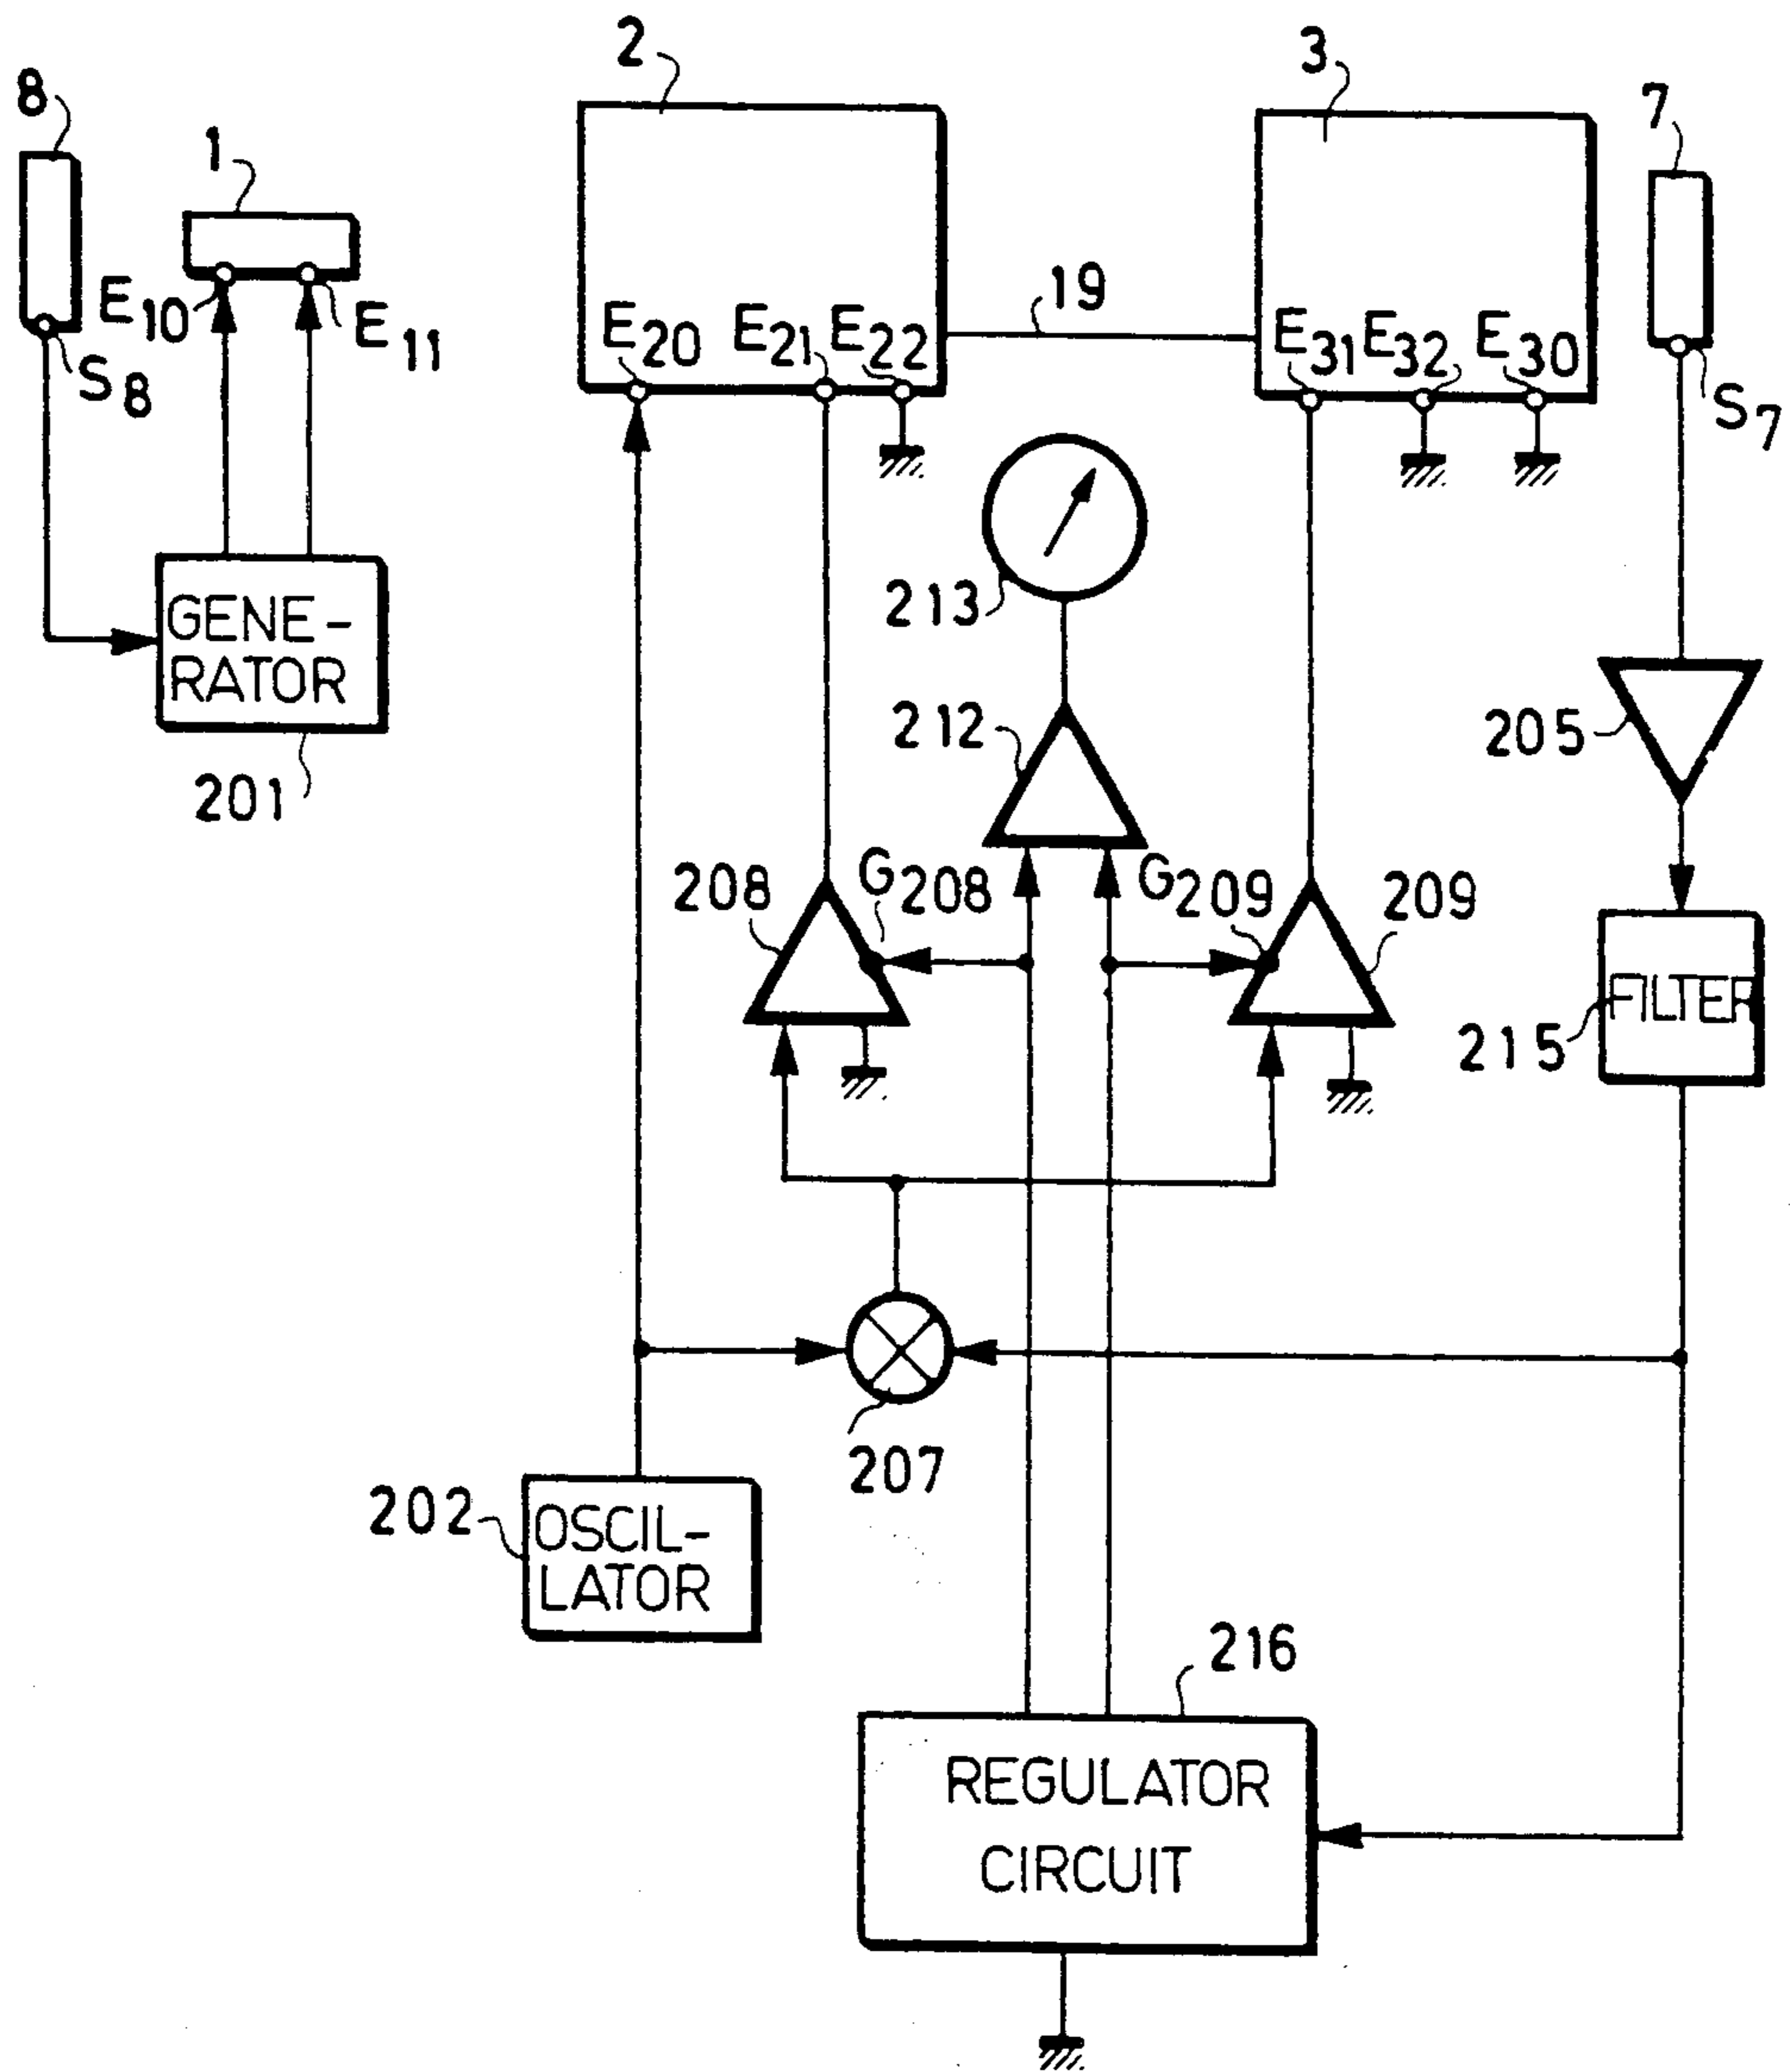 2
3
8
7
1
19
E10
E11
E20
E21
E22
E31
E32
E30
S8
S7
213
GENE-
RATOR
212
205
201
208
G208
G209
209
FILTER
215
207
202
OSCIL-
LATOR
216
REGULATOR
CIRCUIT